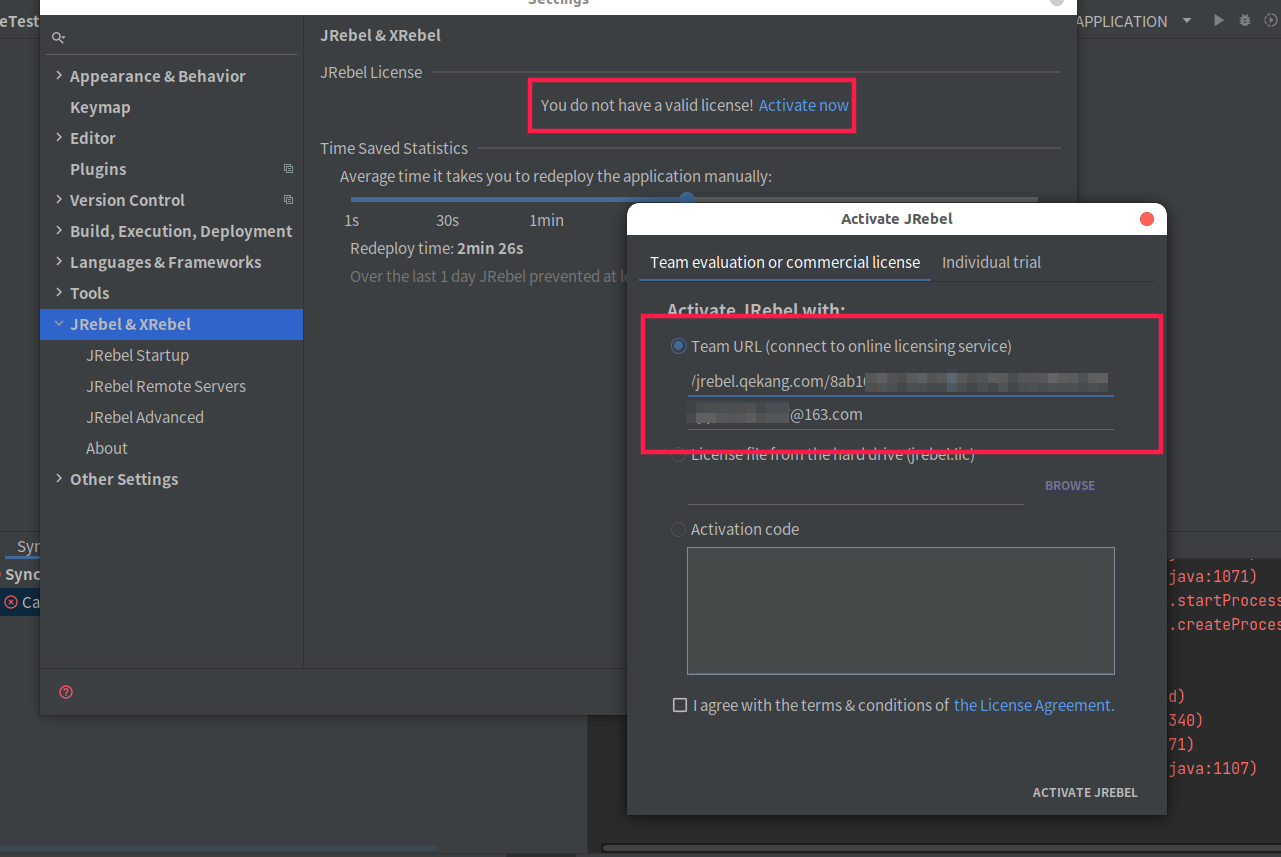 Settings
eTest
APPLICATION
JRebel & XRebel
JRebel License
You do not have a valid license! Activate now
Time Saved Statistics
Average time it takes you to redeploy the application manually:
1s 30s 1min
Redeploy time: 2min 26s
Over the last 1 day JRebel prevented at
Appearance & Behavior
Keymap
Editor
Plugins
Version Control
Build, Execution, Deployment
Languages & Frameworks
Tools
JRebel & XRebel
JRebel Startup
JRebel Remote Servers
JRebel Advanced
About
Other Settings
Activate JRebel
Team evaluation or commercial license Individual trial
Activate JRebel with:
Team URL (connect to online licensing service)
/jrebel.qekang.com/8ab1
@163.com
License file from the hard drive (jrebel.lic)
BROWSE
Activation code
I agree with the terms & conditions of the License Agreement.
ACTIVATE JREBEL
Syn
Sync
Ca
java:1071)
.startProcess
.createProces
d)
340)
71)
java:1107)